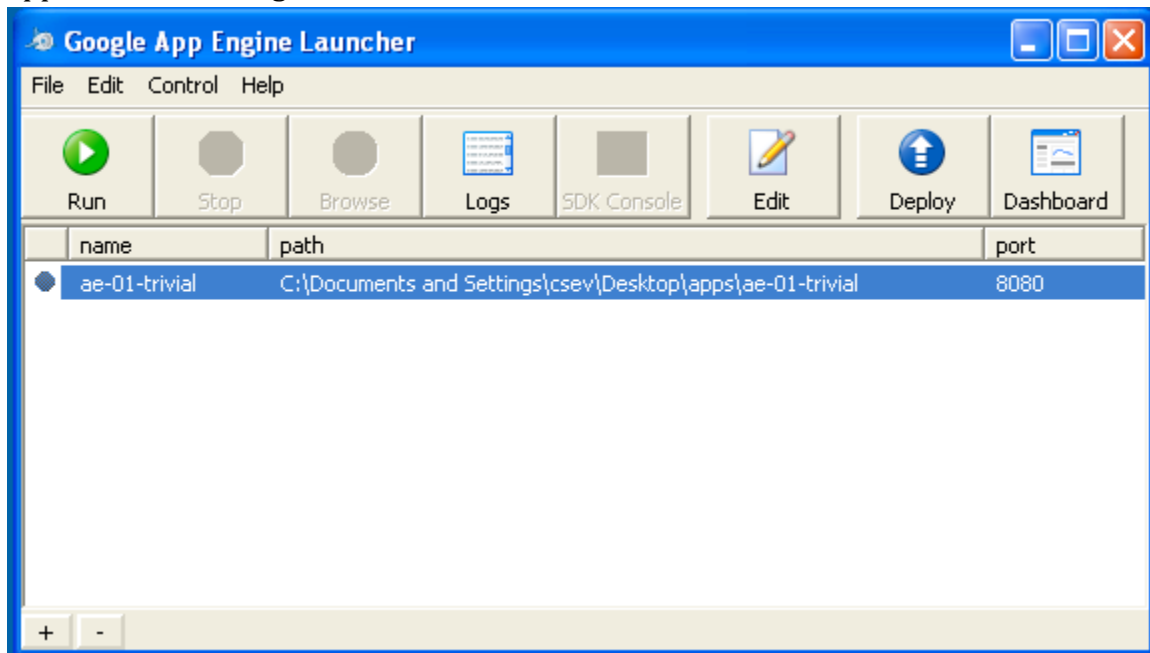 Google App Engine Launcher
File Edit Control Help
Run Stop Browse Logs SDK Console Edit Deploy Dashboard
name path port
ae-01-trivial C:\Documents and Settings\csev\Desktop\apps\ae-01-trivial 8080
+ -